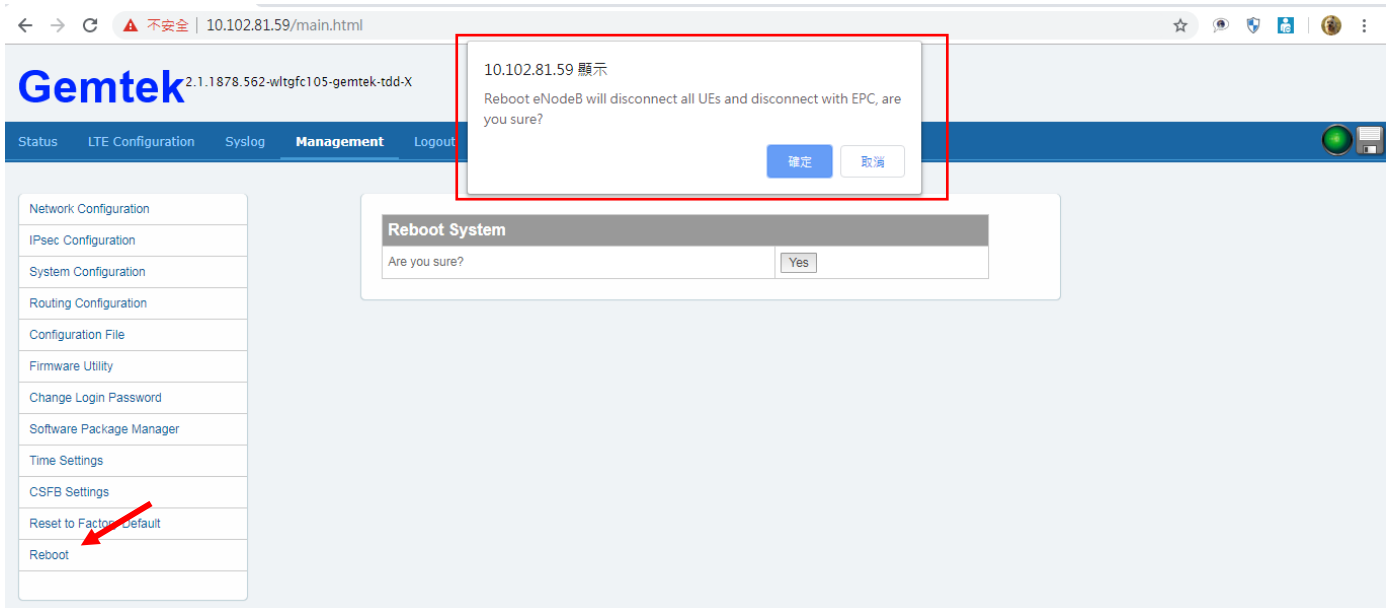 不安全 | 10.102.81.59/main.html
10.102.81.59 顯示
Reboot eNodeB will disconnect all UEs and disconnect with EPC, are
you sure?
確定 取消
Gemtek 2.1.1878.562-wltgfc105-gemtek-tdd-X
Status LTE Configuration Syslog Management Logout
Network Configuration
IPsec Configuration
System Configuration
Routing Configuration
Configuration File
Firmware Utility
Change Login Password
Software Package Manager
Time Settings
CSFB Settings
Reset to Factory Default
Reboot
Reboot System
Are you sure? Yes